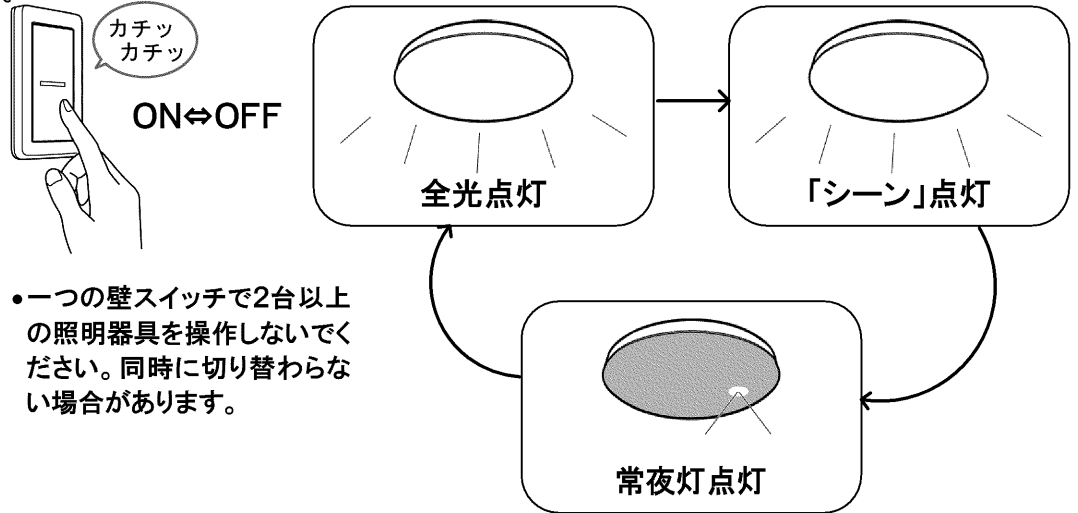 カチッ
カチッ
ON⇔OFF
全光点灯
「シーン」点灯
常夜灯点灯
•一つの壁スイッチで2台以上
の照明器具を操作しないでく
ださい。同時に切り替わらな
い場合があります。